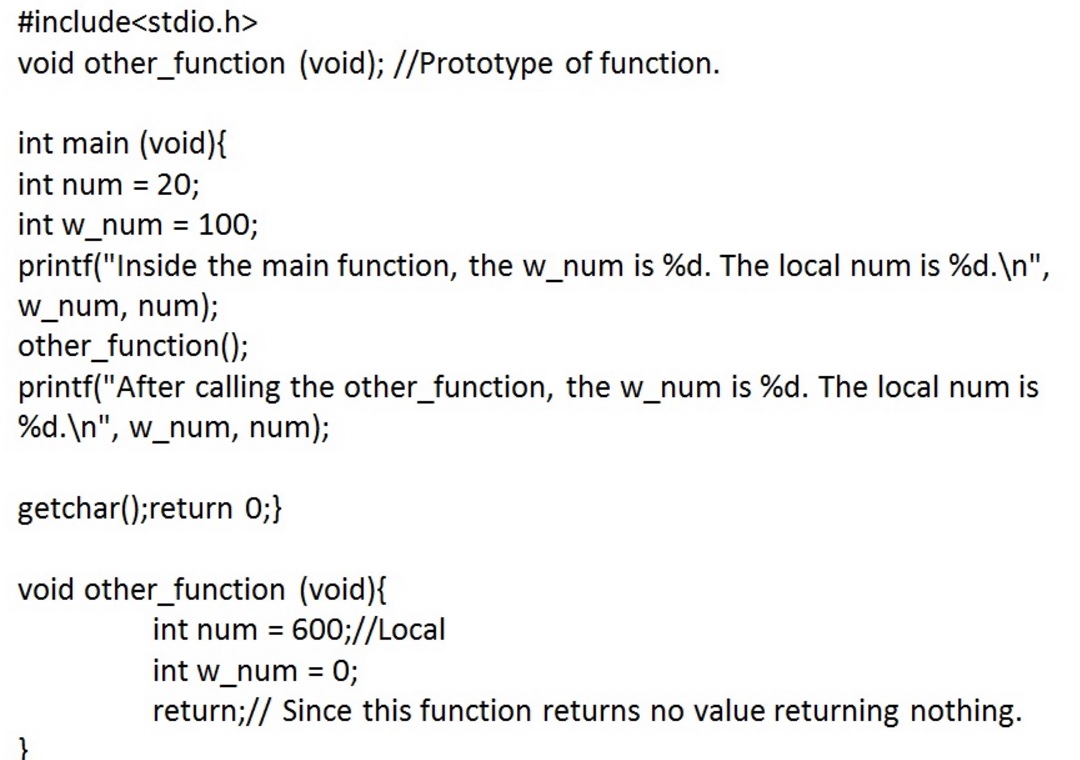 #include<stdio.h>
void other_function (void); //Prototype of function.
int main (void){
int num = 20;
int w_num = 100;
printf("Inside the main function, the w_num is %d. The local num is %d.\n",
w_num, num);
other_function();
printf("After calling the other_function, the w_num is %d. The local num is
%d.\n", w_num, num);
getchar();return 0;}
void other_function (void){
int num = 600;//Local
int w_num = 0;
return;// Since this function returns no value returning nothing.
}